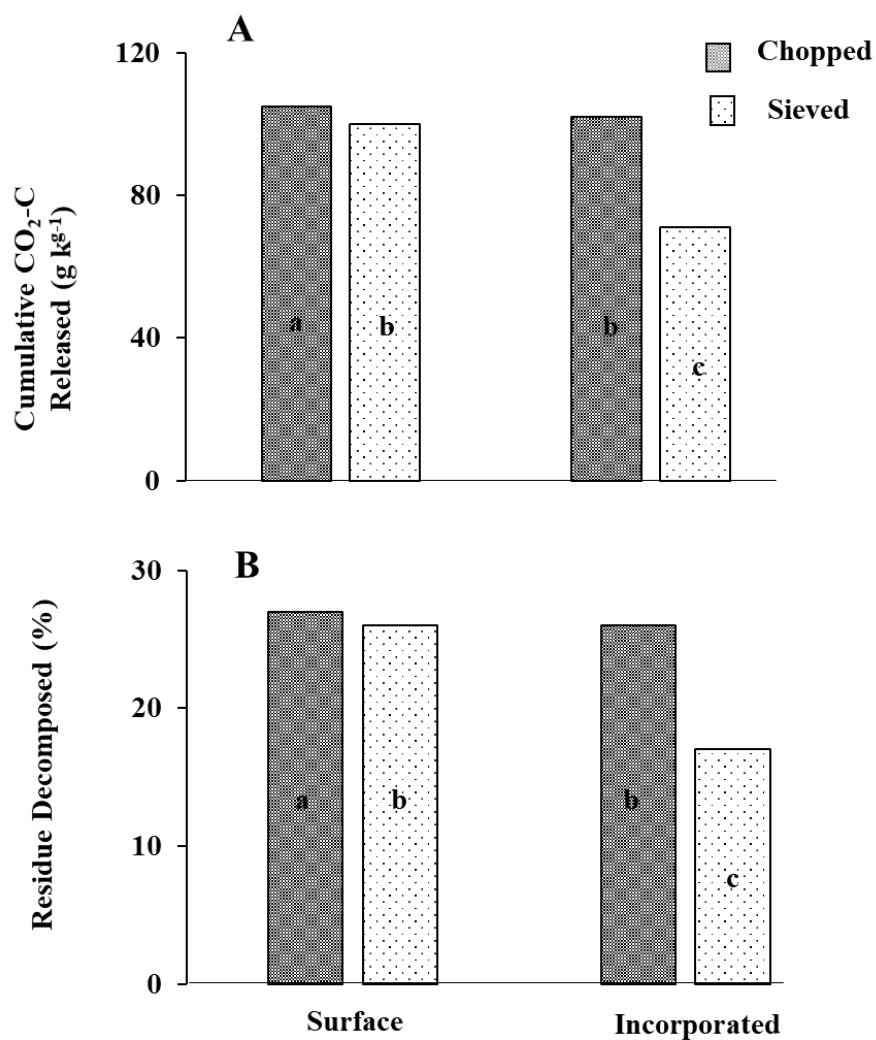 A
120
80
40
0
Cumulative CO₂-C
Released (g kg⁻¹)
Chopped
Sieved
a
b
b
c
B
30
20
10
0
Residue Decomposed (%)
a
b
b
c
Surface
Incorporated